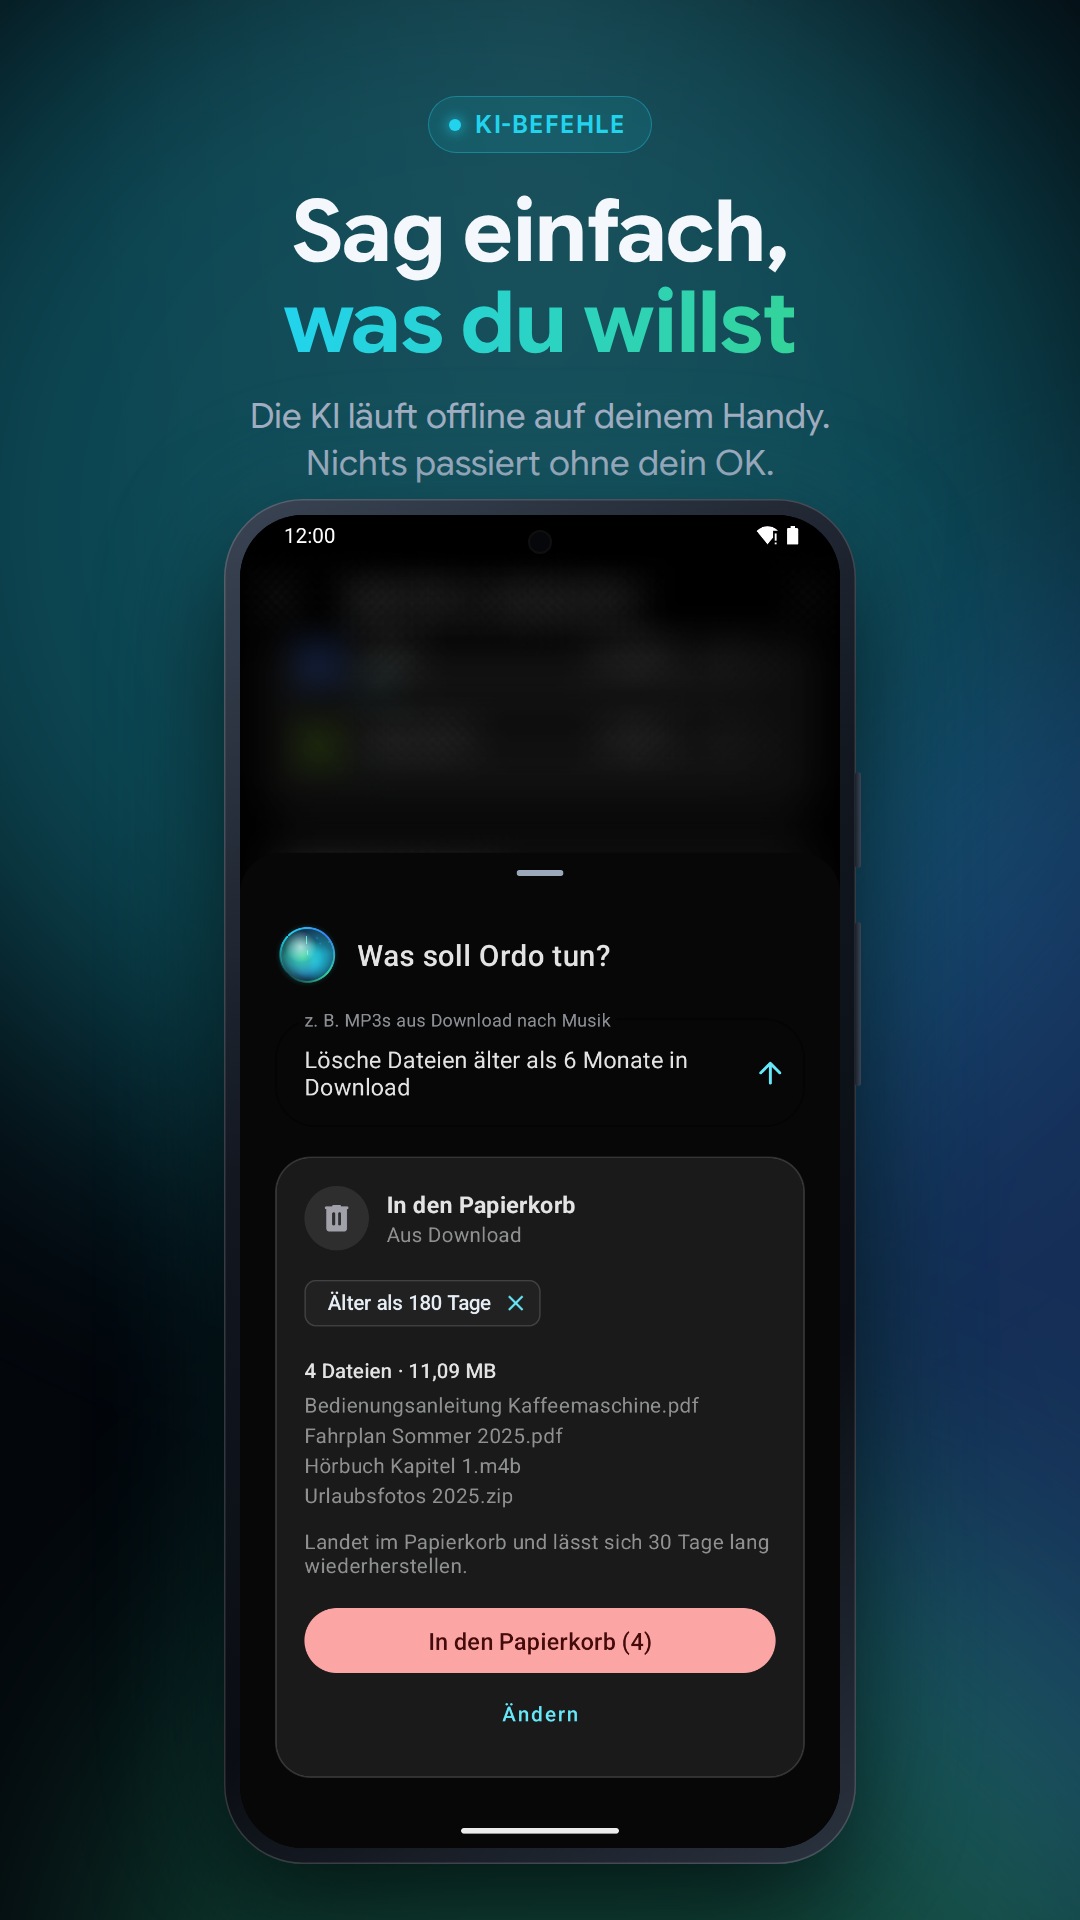 KI-BEFEHLE
Sag einfach,
was du willst
Die KI läuft offline auf deinem Handy.
Nichts passiert ohne dein OK.
12:00
Was soll Ordo tun?
z. B. MP3s aus Download nach Musik
Lösche Dateien älter als 6 Monate in
Download
In den Papierkorb
Aus Download
Älter als 180 Tage
4 Dateien · 11,09 MB
Bedienungsanleitung Kaffeemaschine.pdf
Fahrplan Sommer 2025.pdf
Hörbuch Kapitel 1.m4b
Urlaubsfotos 2025.zip
Landet im Papierkorb und lässt sich 30 Tage lang
wiederherstellen.
In den Papierkorb (4)
Ändern